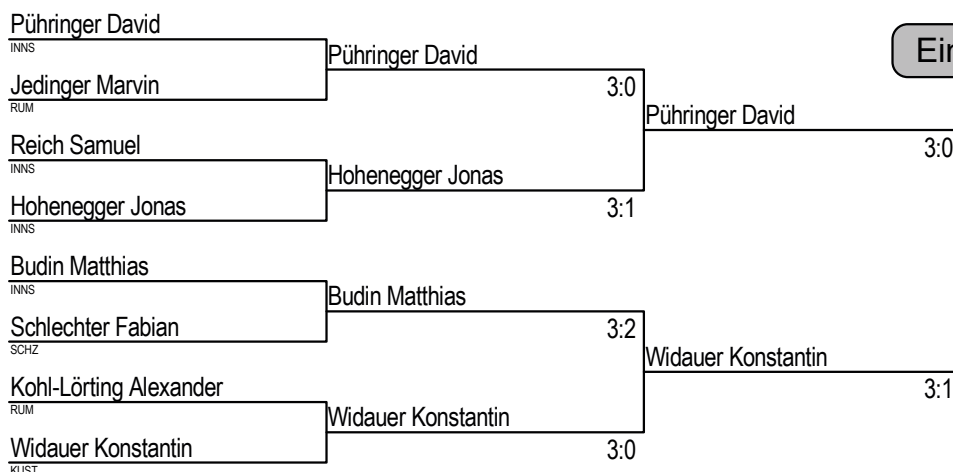 Pühringer David
INNS
Jedinger Marvin
RUM
Reich Samuel
INNS
Hohenegger Jonas
INNS
Budin Matthias
INNS
Schlechter Fabian
SCHZ
Kohl-Lörting Alexander
RUM
Widauer Konstantin
KUST
Pühringer David
3:0
Hohenegger Jonas
3:1
Budin Matthias
3:2
Widauer Konstantin
3:0
Pühringer David
3:0
Widauer Konstantin
3:1